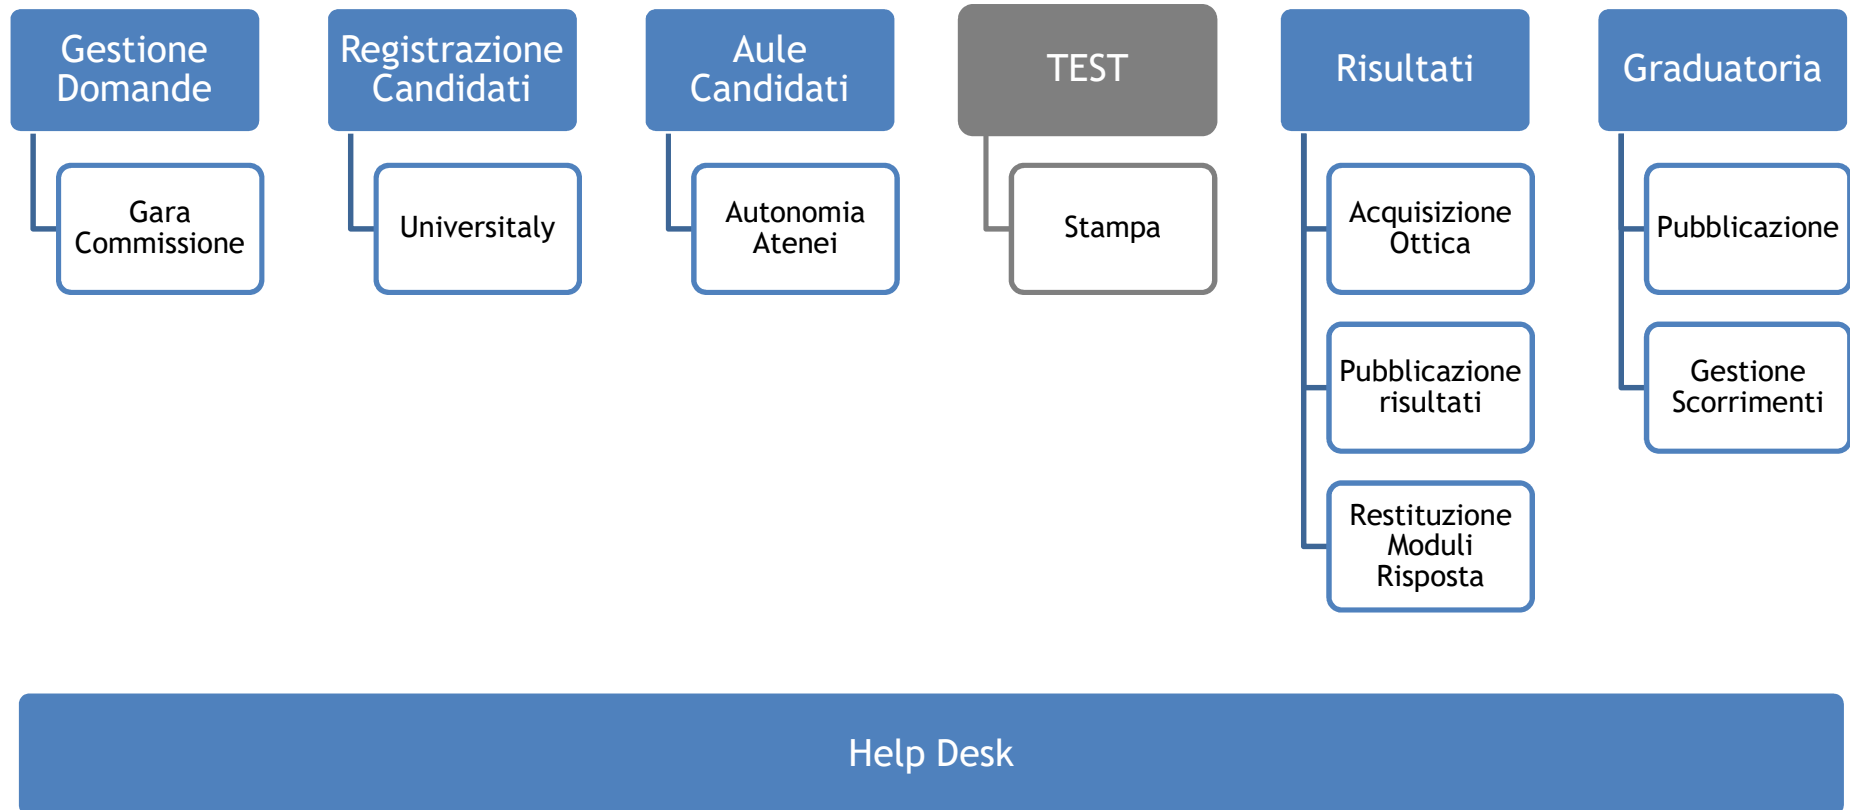 Gestione
Domande
Gara
Commissione
Registrazione
Candidati
Universitaly
Aule
Candidati
Autonomia
Atenei
TEST
Stampa
Risultati
Acquisizione
Ottica
Pubblicazione
risultati
Restituzione
Moduli
Risposta
Graduatoria
Pubblicazione
Gestione
Scorrimenti
Help Desk